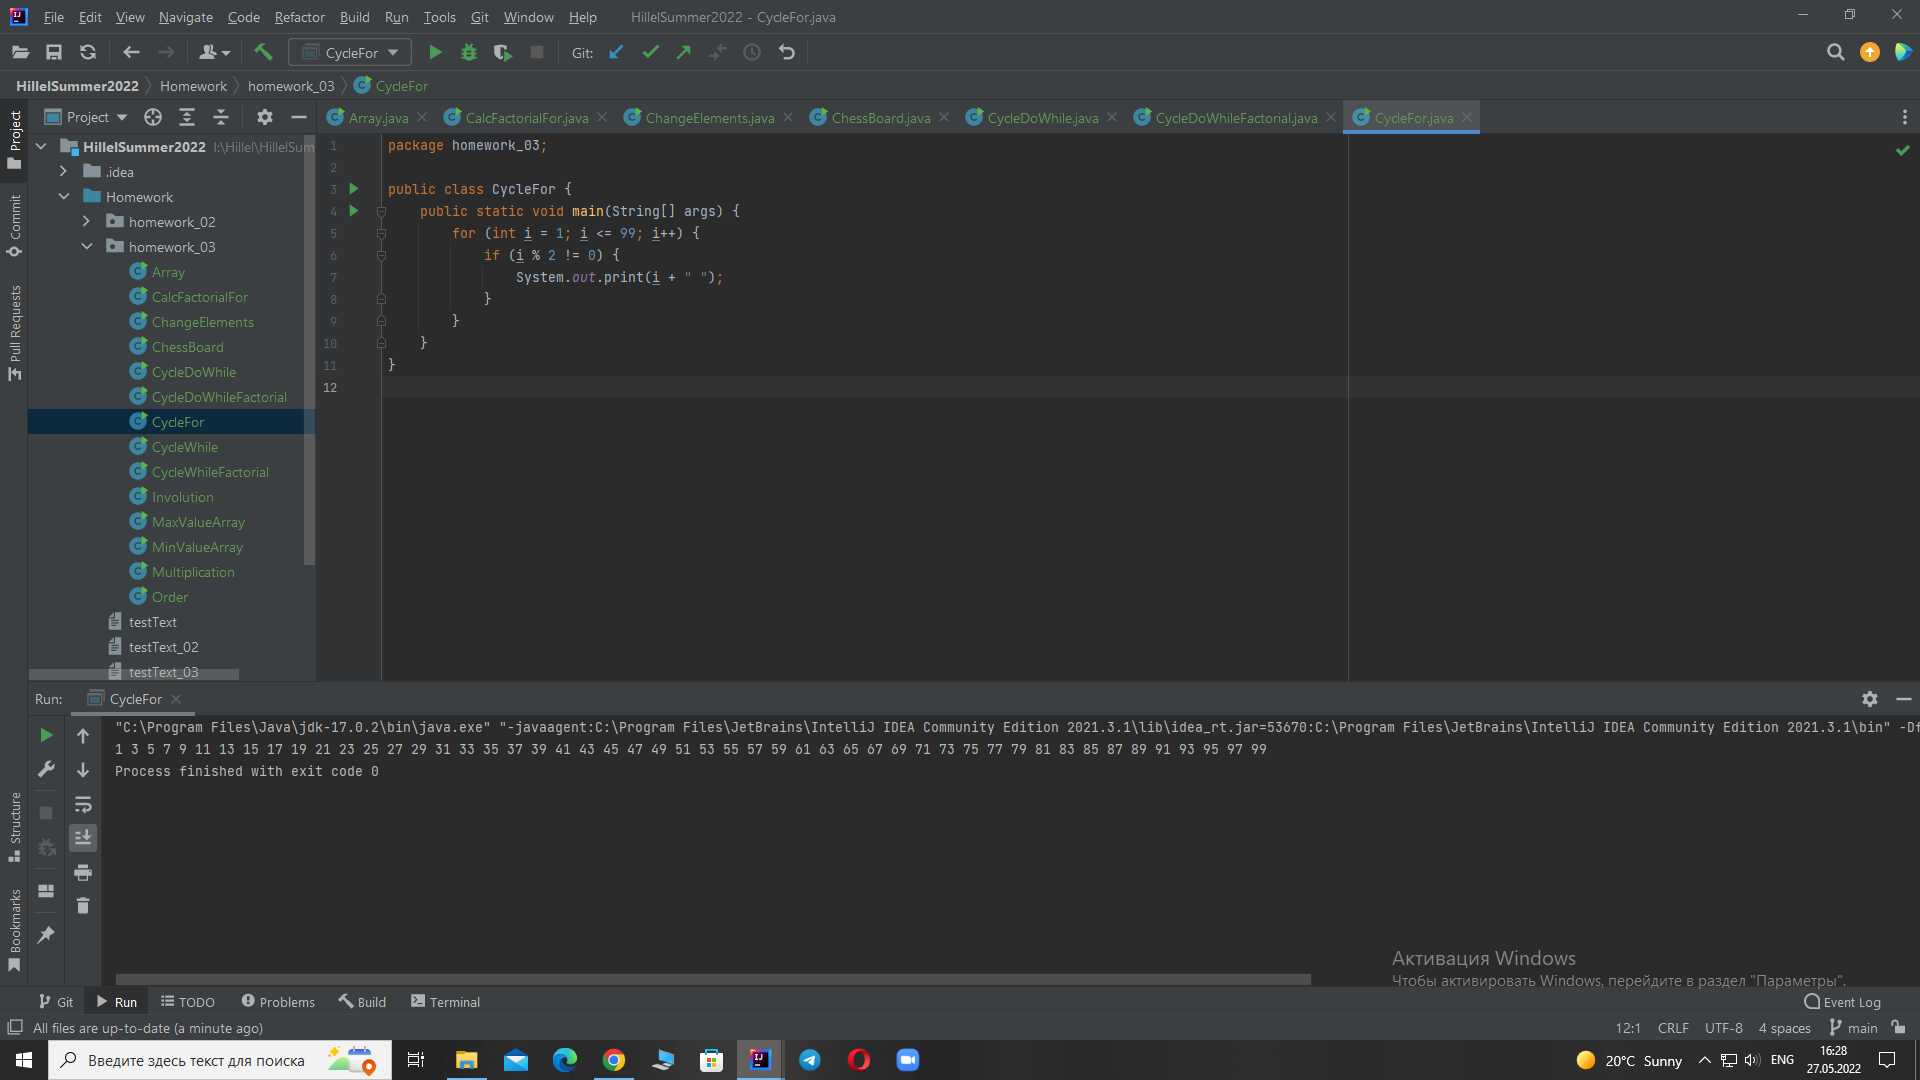 File Edit View Navigate Code Refactor Build Run Tools Git Window Help HillelSummer2022 - CycleFor.java
CycleFor Git:
HillelSummer2022 Homework homework_03 CycleFor
Project
Array.java CalcFactorialFor.java ChangeElements.java ChessBoard.java CycleDoWhile.java CycleDoWhileFactorial.java CycleFor.java
HillelSummer2022 I:\Hillel\HillelSum
.idea
Homework
homework_02
homework_03
Array
CalcFactorialFor
ChangeElements
ChessBoard
CycleDoWhile
CycleDoWhileFactorial
CycleFor
CycleWhile
CycleWhileFactorial
Involution
MaxValueArray
MinValueArray
Multiplication
Order
testText
testText_02
testText_03
Project
Commit
Pull Requests
Structure
Bookmarks
1 package homework_03;
2
3 public class CycleFor {
4 public static void main(String[] args) {
5 for (int i = 1; i <= 99; i++) {
6 if (i % 2 != 0) {
7 System.out.print(i + " ");
8 }
9 }
10 }
11 }
12
Run: CycleFor
"C:\Program Files\Java\jdk-17.0.2\bin\java.exe" "-javaagent:C:\Program Files\JetBrains\IntelliJ IDEA Community Edition 2021.3.1\lib\idea_rt.jar=53670:C:\Program Files\JetBrains\IntelliJ IDEA Community Edition 2021.3.1\bin" -Df
1 3 5 7 9 11 13 15 17 19 21 23 25 27 29 31 33 35 37 39 41 43 45 47 49 51 53 55 57 59 61 63 65 67 69 71 73 75 77 79 81 83 85 87 89 91 93 95 97 99
Process finished with exit code 0
Активация Windows
Чтобы активировать Windows, перейдите в раздел "Параметры".
Git Run TODO Problems Build Terminal Event Log
All files are up-to-date (a minute ago) 12:1 CRLF UTF-8 4 spaces main
Введите здесь текст для поиска 20°C Sunny ENG 16:28
27.05.2022